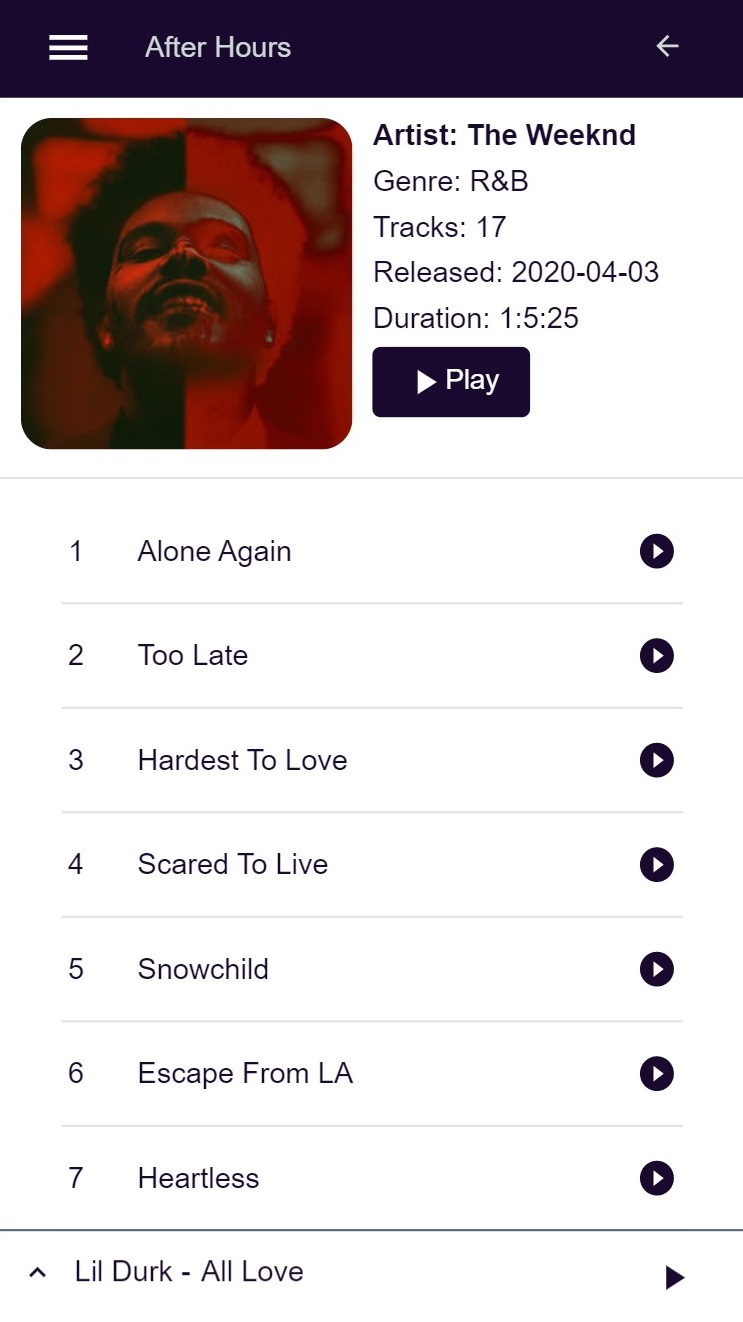 After Hours
Artist: The Weeknd
Genre: R&B
Tracks: 17
Released: 2020-04-03
Duration: 1:5:25
Play
1 Alone Again
2 Too Late
3 Hardest To Love
4 Scared To Live
5 Snowchild
6 Escape From LA
7 Heartless
Lil Durk - All Love